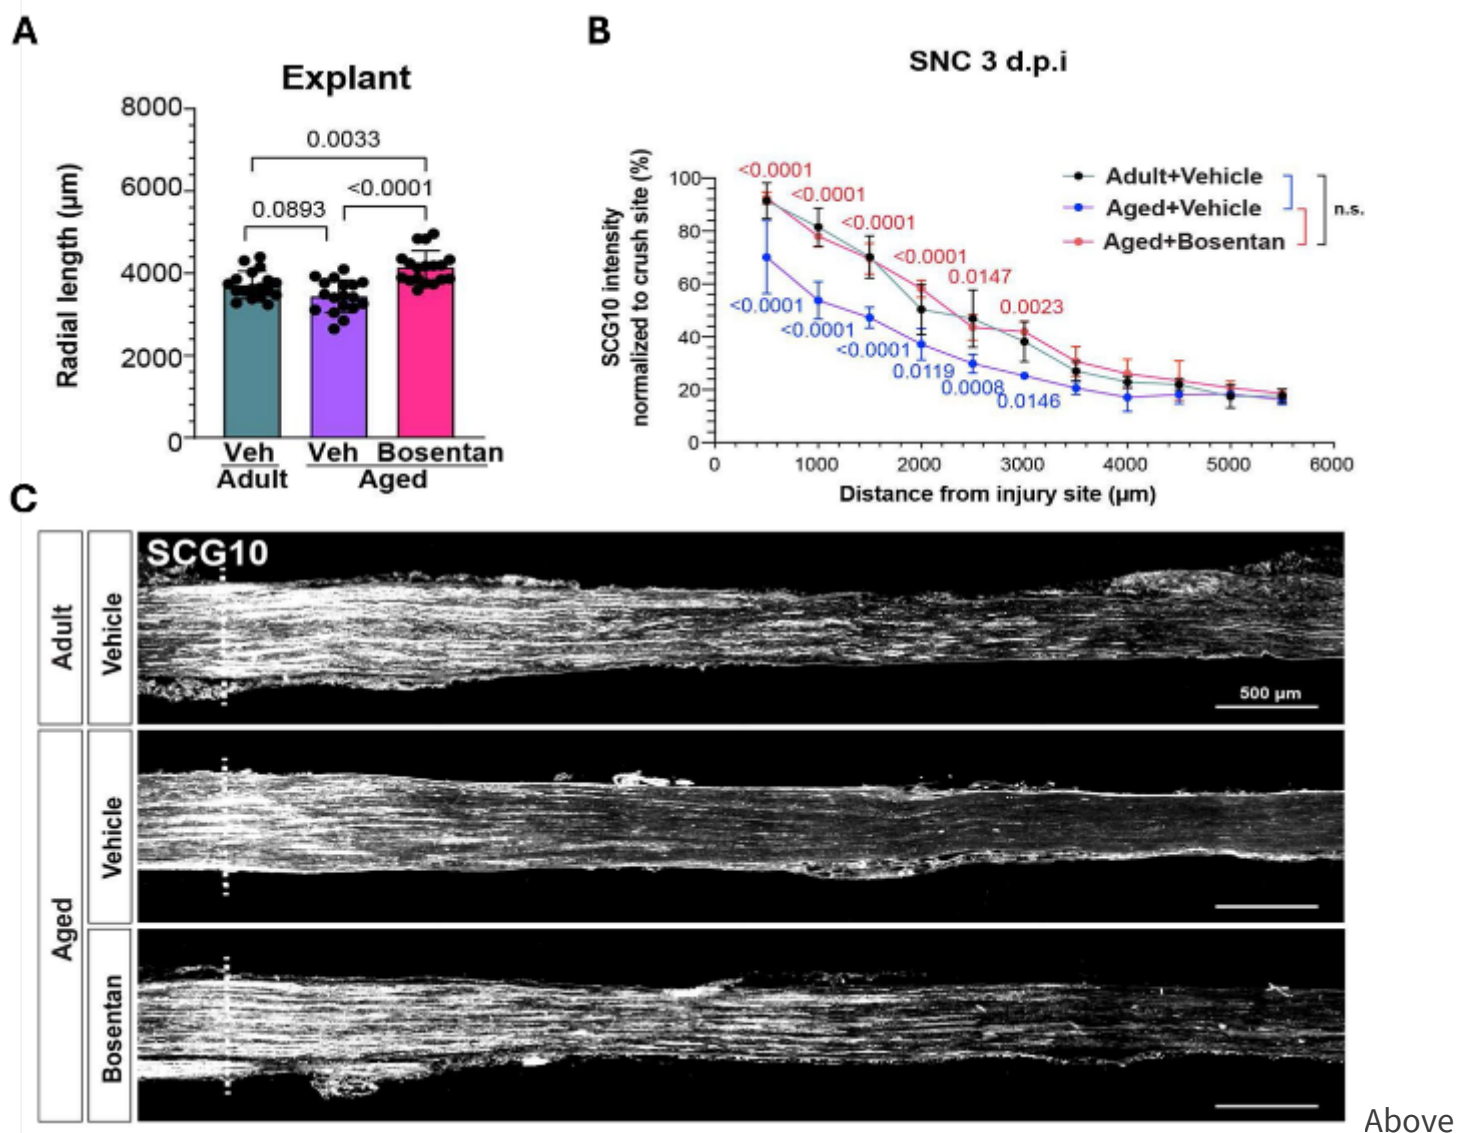 A
Explant
Radial length (µm)
8000
6000
4000
2000
0
0.0033
<0.0001
0.0893
Veh
Veh
Bosentan
Adult
Aged
B
SNC 3 d.p.i
SCG10 intensity
normalized to crush site (%)
100
80
60
40
20
0
<0.0001
<0.0001
<0.0001
<0.0001
0.0147
0.0023
<0.0001
<0.0001
<0.0001
0.0119
0.0008
0.0146
Adult+Vehicle
Aged+Vehicle
Aged+Bosentan
n.s.
0
1000
2000
3000
4000
5000
6000
Distance from injury site (µm)
C
Adult
Vehicle
SCG10
500 µm
Aged
Vehicle
Bosentan
Above